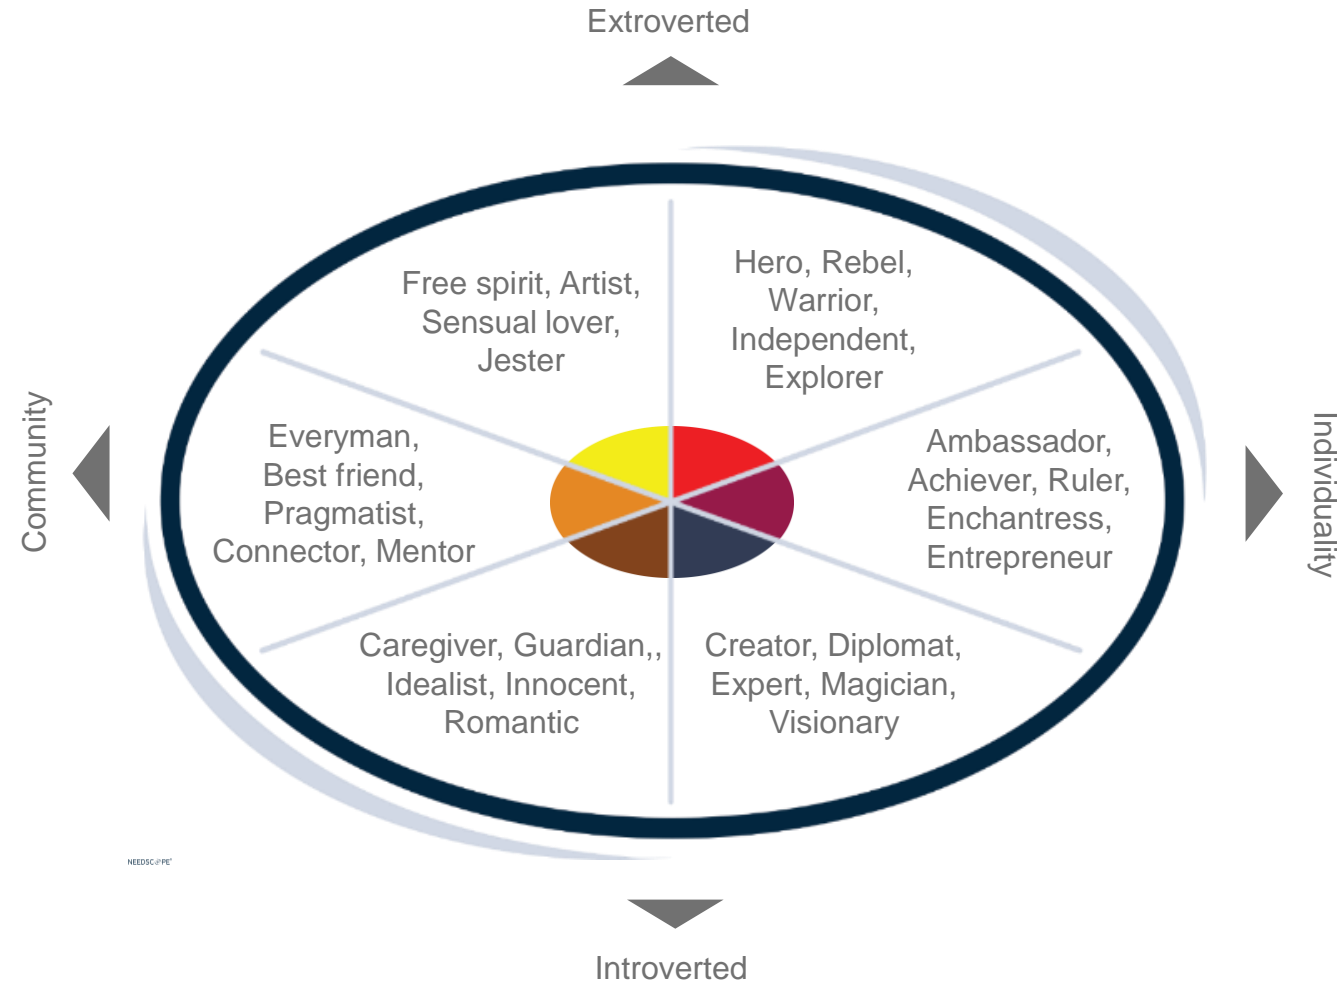 Extroverted
Free spirit, Artist,
Sensual lover,
Jester
Hero, Rebel,
Warrior,
Independent,
Explorer
Community
Everyman,
Best friend,
Pragmatist,
Connector, Mentor
Ambassador,
Achiever, Ruler,
Enchantress,
Entrepreneur
Individuality
Caregiver, Guardian,,
Idealist, Innocent,
Romantic
Creator, Diplomat,
Expert, Magician,
Visionary
NEEDSCOPE
Introverted